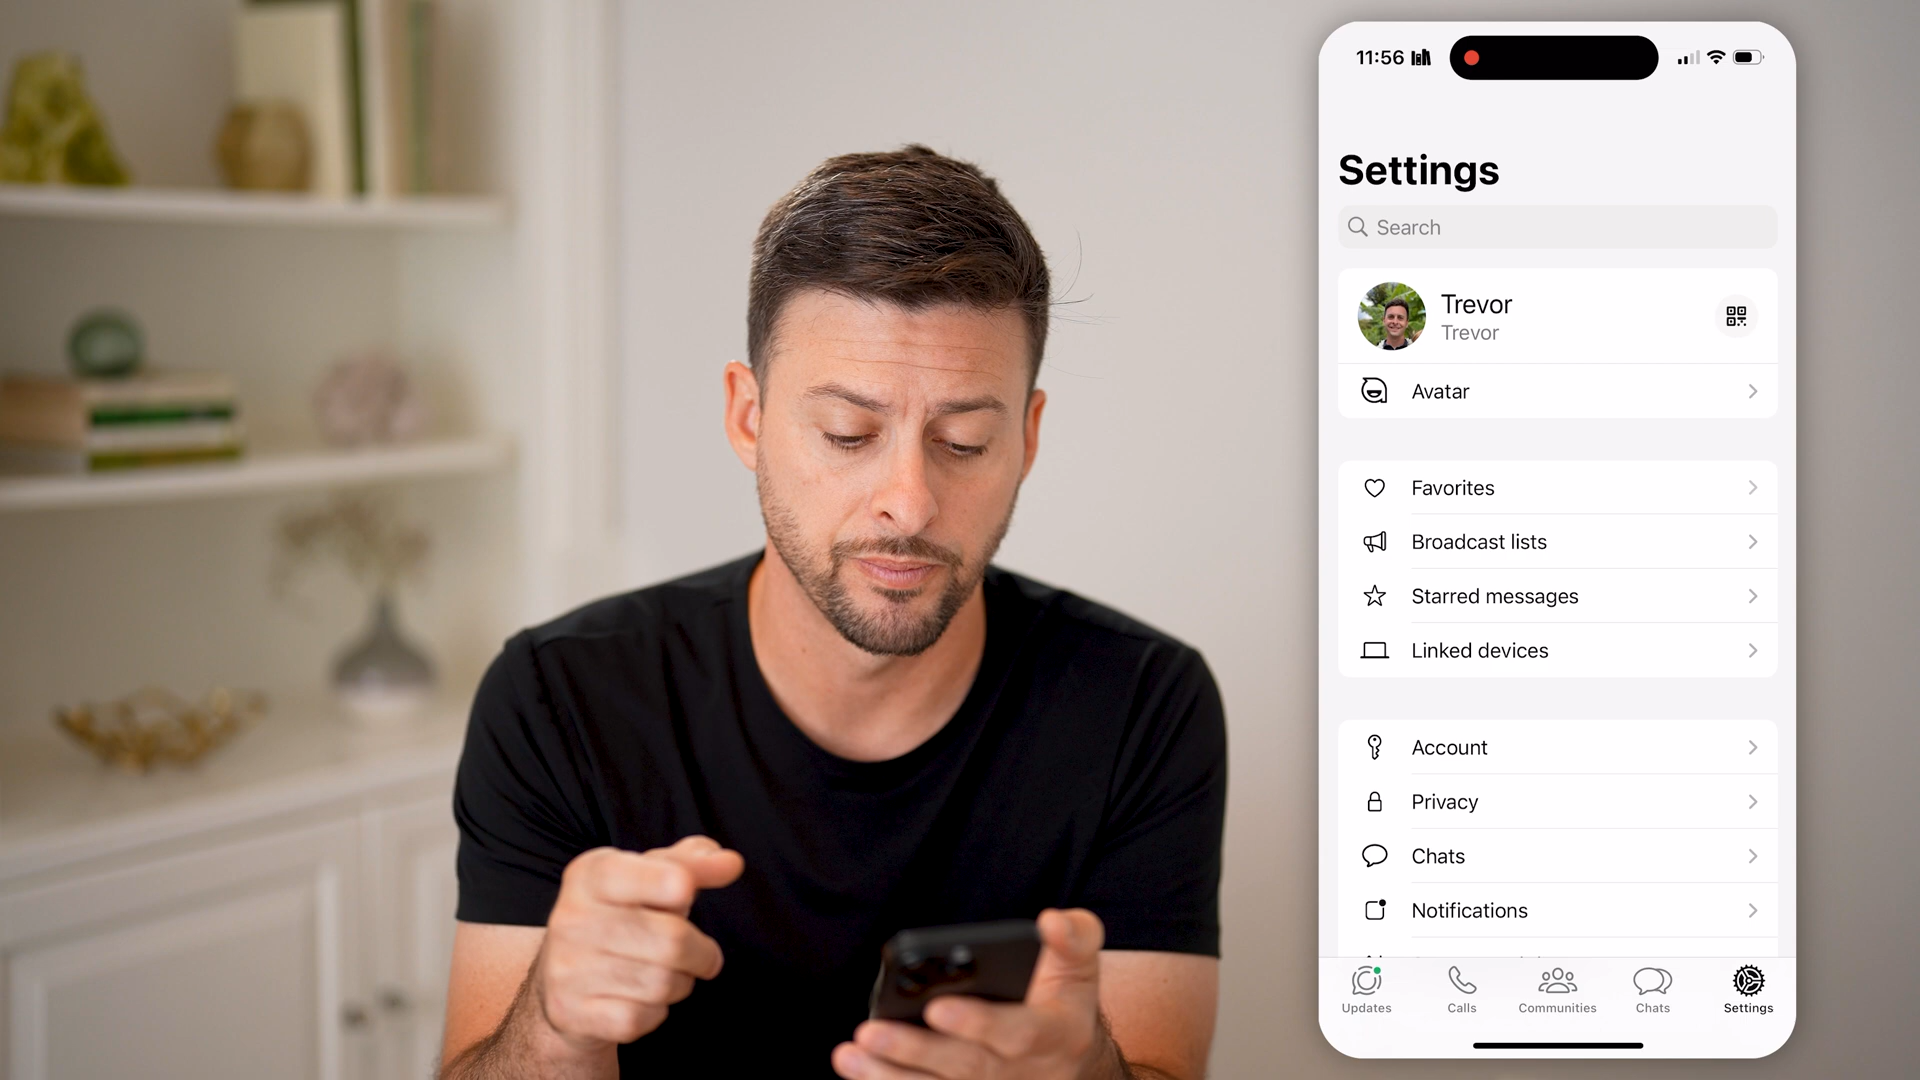 11:56
Settings
Search
Trevor
Trevor
Avatar
Favorites
Broadcast lists
Starred messages
Linked devices
Account
Privacy
Chats
Notifications
Updates
Calls
Communities
Chats
Settings